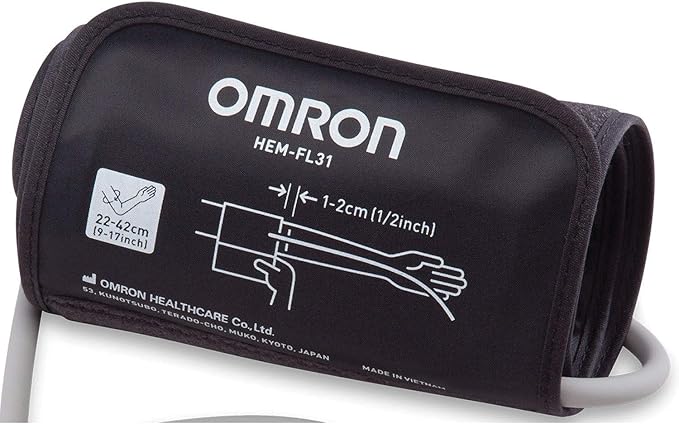 OMRON
HEM-FL31
1-2cm (1/2inch)
22-42cm
(9-17inch)
OMRON HEALTHCARE Co., Ltd.
53, KUNOTSUBO, TERADO-CHO, MUKO, KYOTO, JAPAN
MADE IN VIETNAM